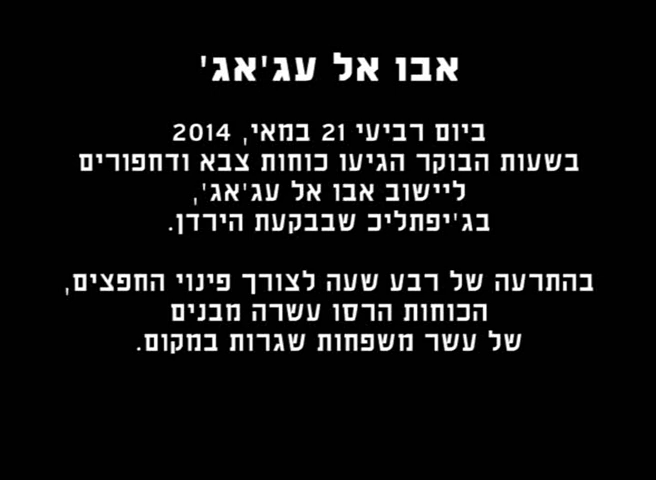 אבו אל עג'אג'
ביום רביעי 21 במאי, 2014
בשעות הבוקר הגיעו כוחות צבא ודחפורים
ליישוב אבו אל עג'אג',
בג'יפתליכ שבבקעת הירדן.
בהתרעה של רבע שעה לצורך פינוי החפצים,
הכוחות הרסו עשרה מבנים
של עשר משפחות שגרות במקום.